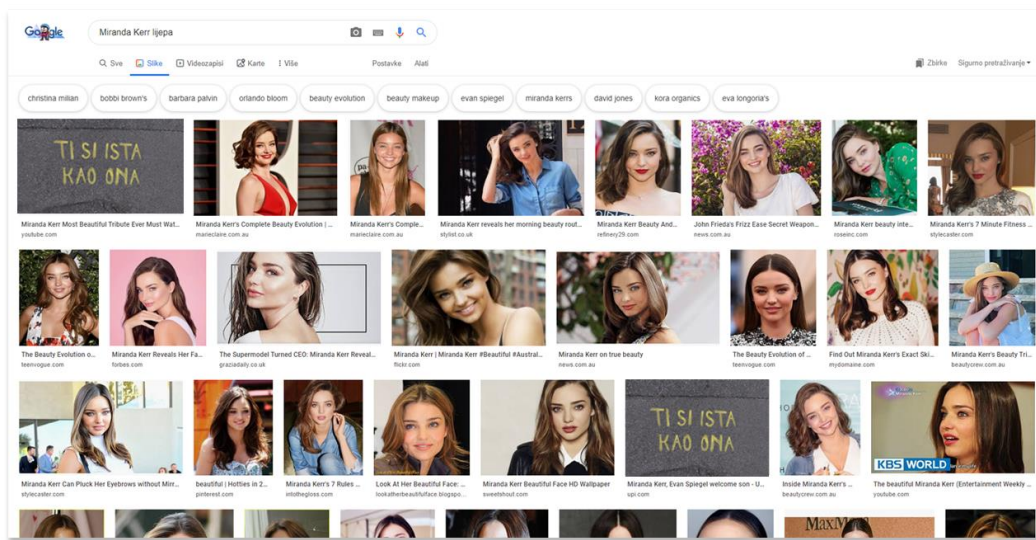 Google
Miranda Kerr lijepa
Sve Slike Videozapisi Karte Više Postavke Alati Zbirke Sigurno pretraživanje
christina milian bobbi brown's barbara palvin orlando bloom beauty evolution beauty makeup evan spiegel miranda kerrs david jones kora organics eva longoria's
TI SI ISTA
KAO ONA
Miranda Kerr Most Beautiful Tribute Ever Must Wat... Miranda Kerr's Complete Beauty Evolution | ... Miranda Kerr's Comple... Miranda Kerr reveals her morning beauty rout... Miranda Kerr Beauty And... John Frieda's Frizz Ease Secret Weapon... Miranda Kerr beauty inte... Miranda Kerr's 7 Minute Fitness ...
youtube.com marieclaire.com.au marieclaire.com.au stylist.co.uk refinery29.com news.com.au roseinc.com stylecaster.com
The Beauty Evolution o... Miranda Kerr Reveals Her Fa... The Supermodel Turned CEO: Miranda Kerr Reveal... Miranda Kerr | Miranda Kerr #Beautiful #Austral... Miranda Kerr on true beauty The Beauty Evolution of ... Find Out Miranda Kerr's Exact Ski... Miranda Kerr's Beauty Tri...
teenvogue.com forbes.com graziadaily.co.uk flickr.com news.com.au teenvogue.com mydomaine.com beautycrew.com.au
TI SI ISTA
KAO ONA
KBS WORLD
Miranda Kerr Can Pluck Her Eyebrows without Mirr... beautiful | Hotties in 2... Miranda Kerr's 7 Rules ... Look At Her Beautiful Face: ... Miranda Kerr Beautiful Face HD Wallpaper Miranda Kerr, Evan Spiegel welcome son - U... Inside Miranda Kerr's ... The beautiful Miranda Kerr (Entertainment Weekly ...
stylecaster.com pinterest.com intothegloss.com lookatherbeautifulface.blogspo... sweetshout.com upi.com beautycrew.com.au youtube.com